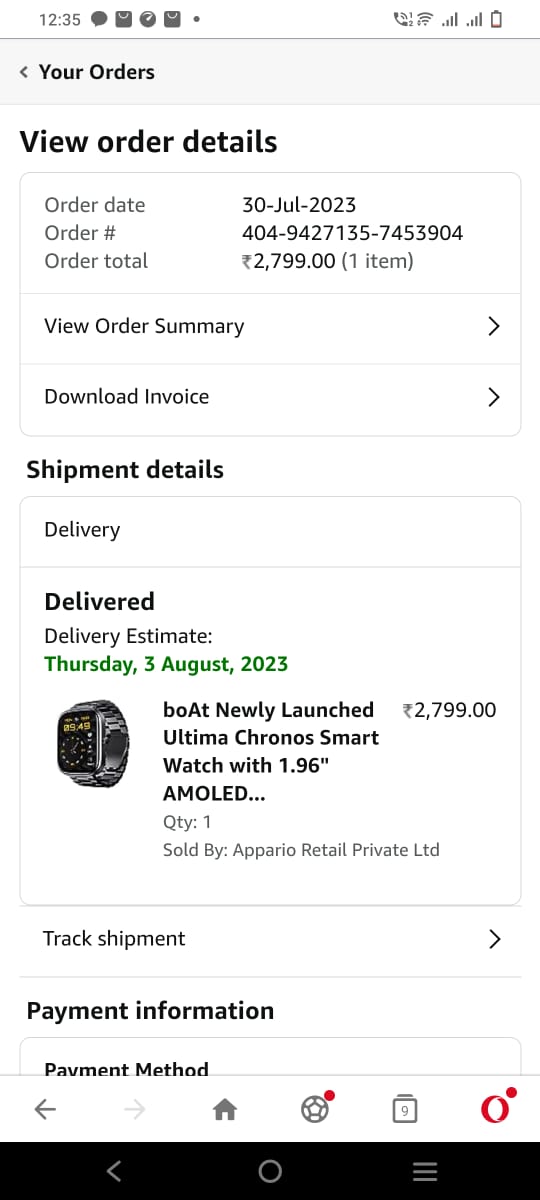 12:35
Your Orders
View order details
Order date 30-Jul-2023
Order # 404-9427135-7453904
Order total ₹2,799.00 (1 item)
View Order Summary
Download Invoice
Shipment details
Delivery
Delivered
Delivery Estimate:
Thursday, 3 August, 2023
boAt Newly Launched ₹2,799.00
Ultima Chronos Smart
Watch with 1.96"
AMOLED...
Qty: 1
Sold By: Appario Retail Private Ltd
09:49
Track shipment
Payment information
Payment Method
9